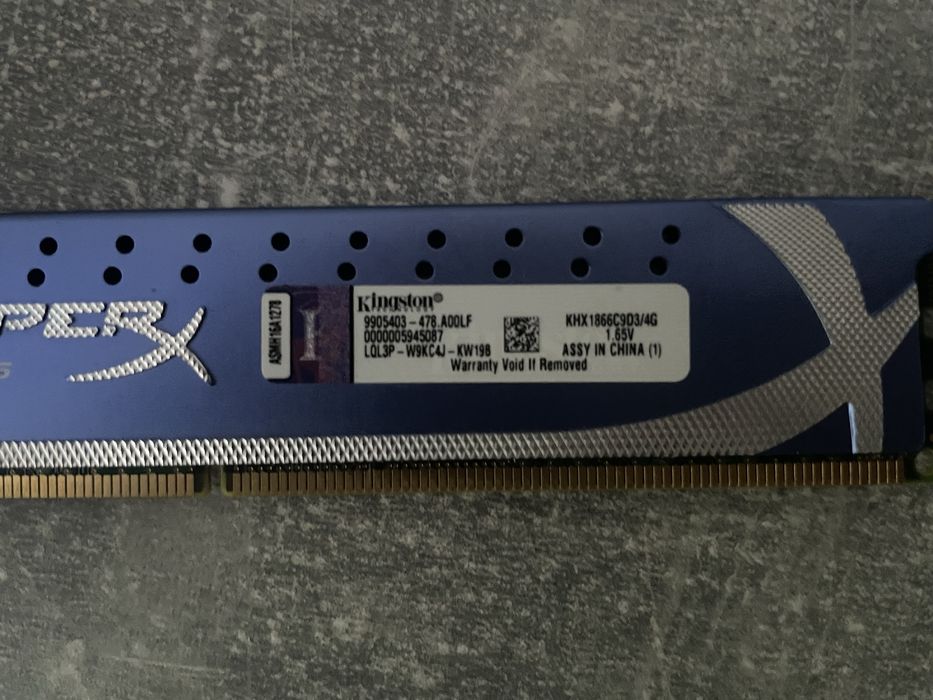 PERX
S
ASMH16A1278
Kingston®
9905403-478.A00LF
0000005945087
LQL3P-W9KC4J-KW198
KHX1866C9D3/4G
1.65V
ASSY IN CHINA (1)
Warranty Void If Removed